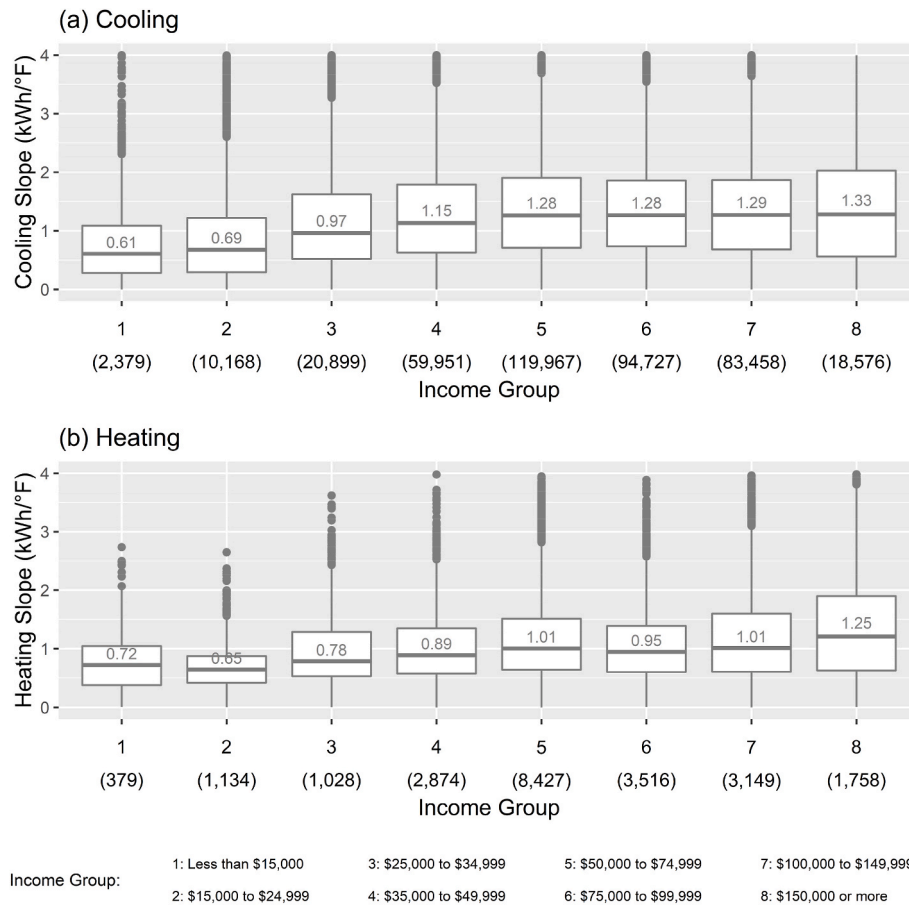 (a) Cooling
Cooling Slope (kWh/°F)
4
3
2
1
0
0.61 0.69 0.97 1.15 1.28 1.28 1.29 1.33
1 2 3 4 5 6 7 8
(2,379) (10,168) (20,899) (59,951) (119,967) (94,727) (83,458) (18,576)
Income Group
(b) Heating
Heating Slope (kWh/°F)
4
3
2
1
0
0.72 0.65 0.78 0.89 1.01 0.95 1.01 1.25
1 2 3 4 5 6 7 8
(379) (1,134) (1,028) (2,874) (8,427) (3,516) (3,149) (1,758)
Income Group
Income Group:
1: Less than $15,000 3: $25,000 to $34,999 5: $50,000 to $74,999 7: $100,000 to $149,999
2: $15,000 to $24,999 4: $35,000 to $49,999 6: $75,000 to $99,999 8: $150,000 or more